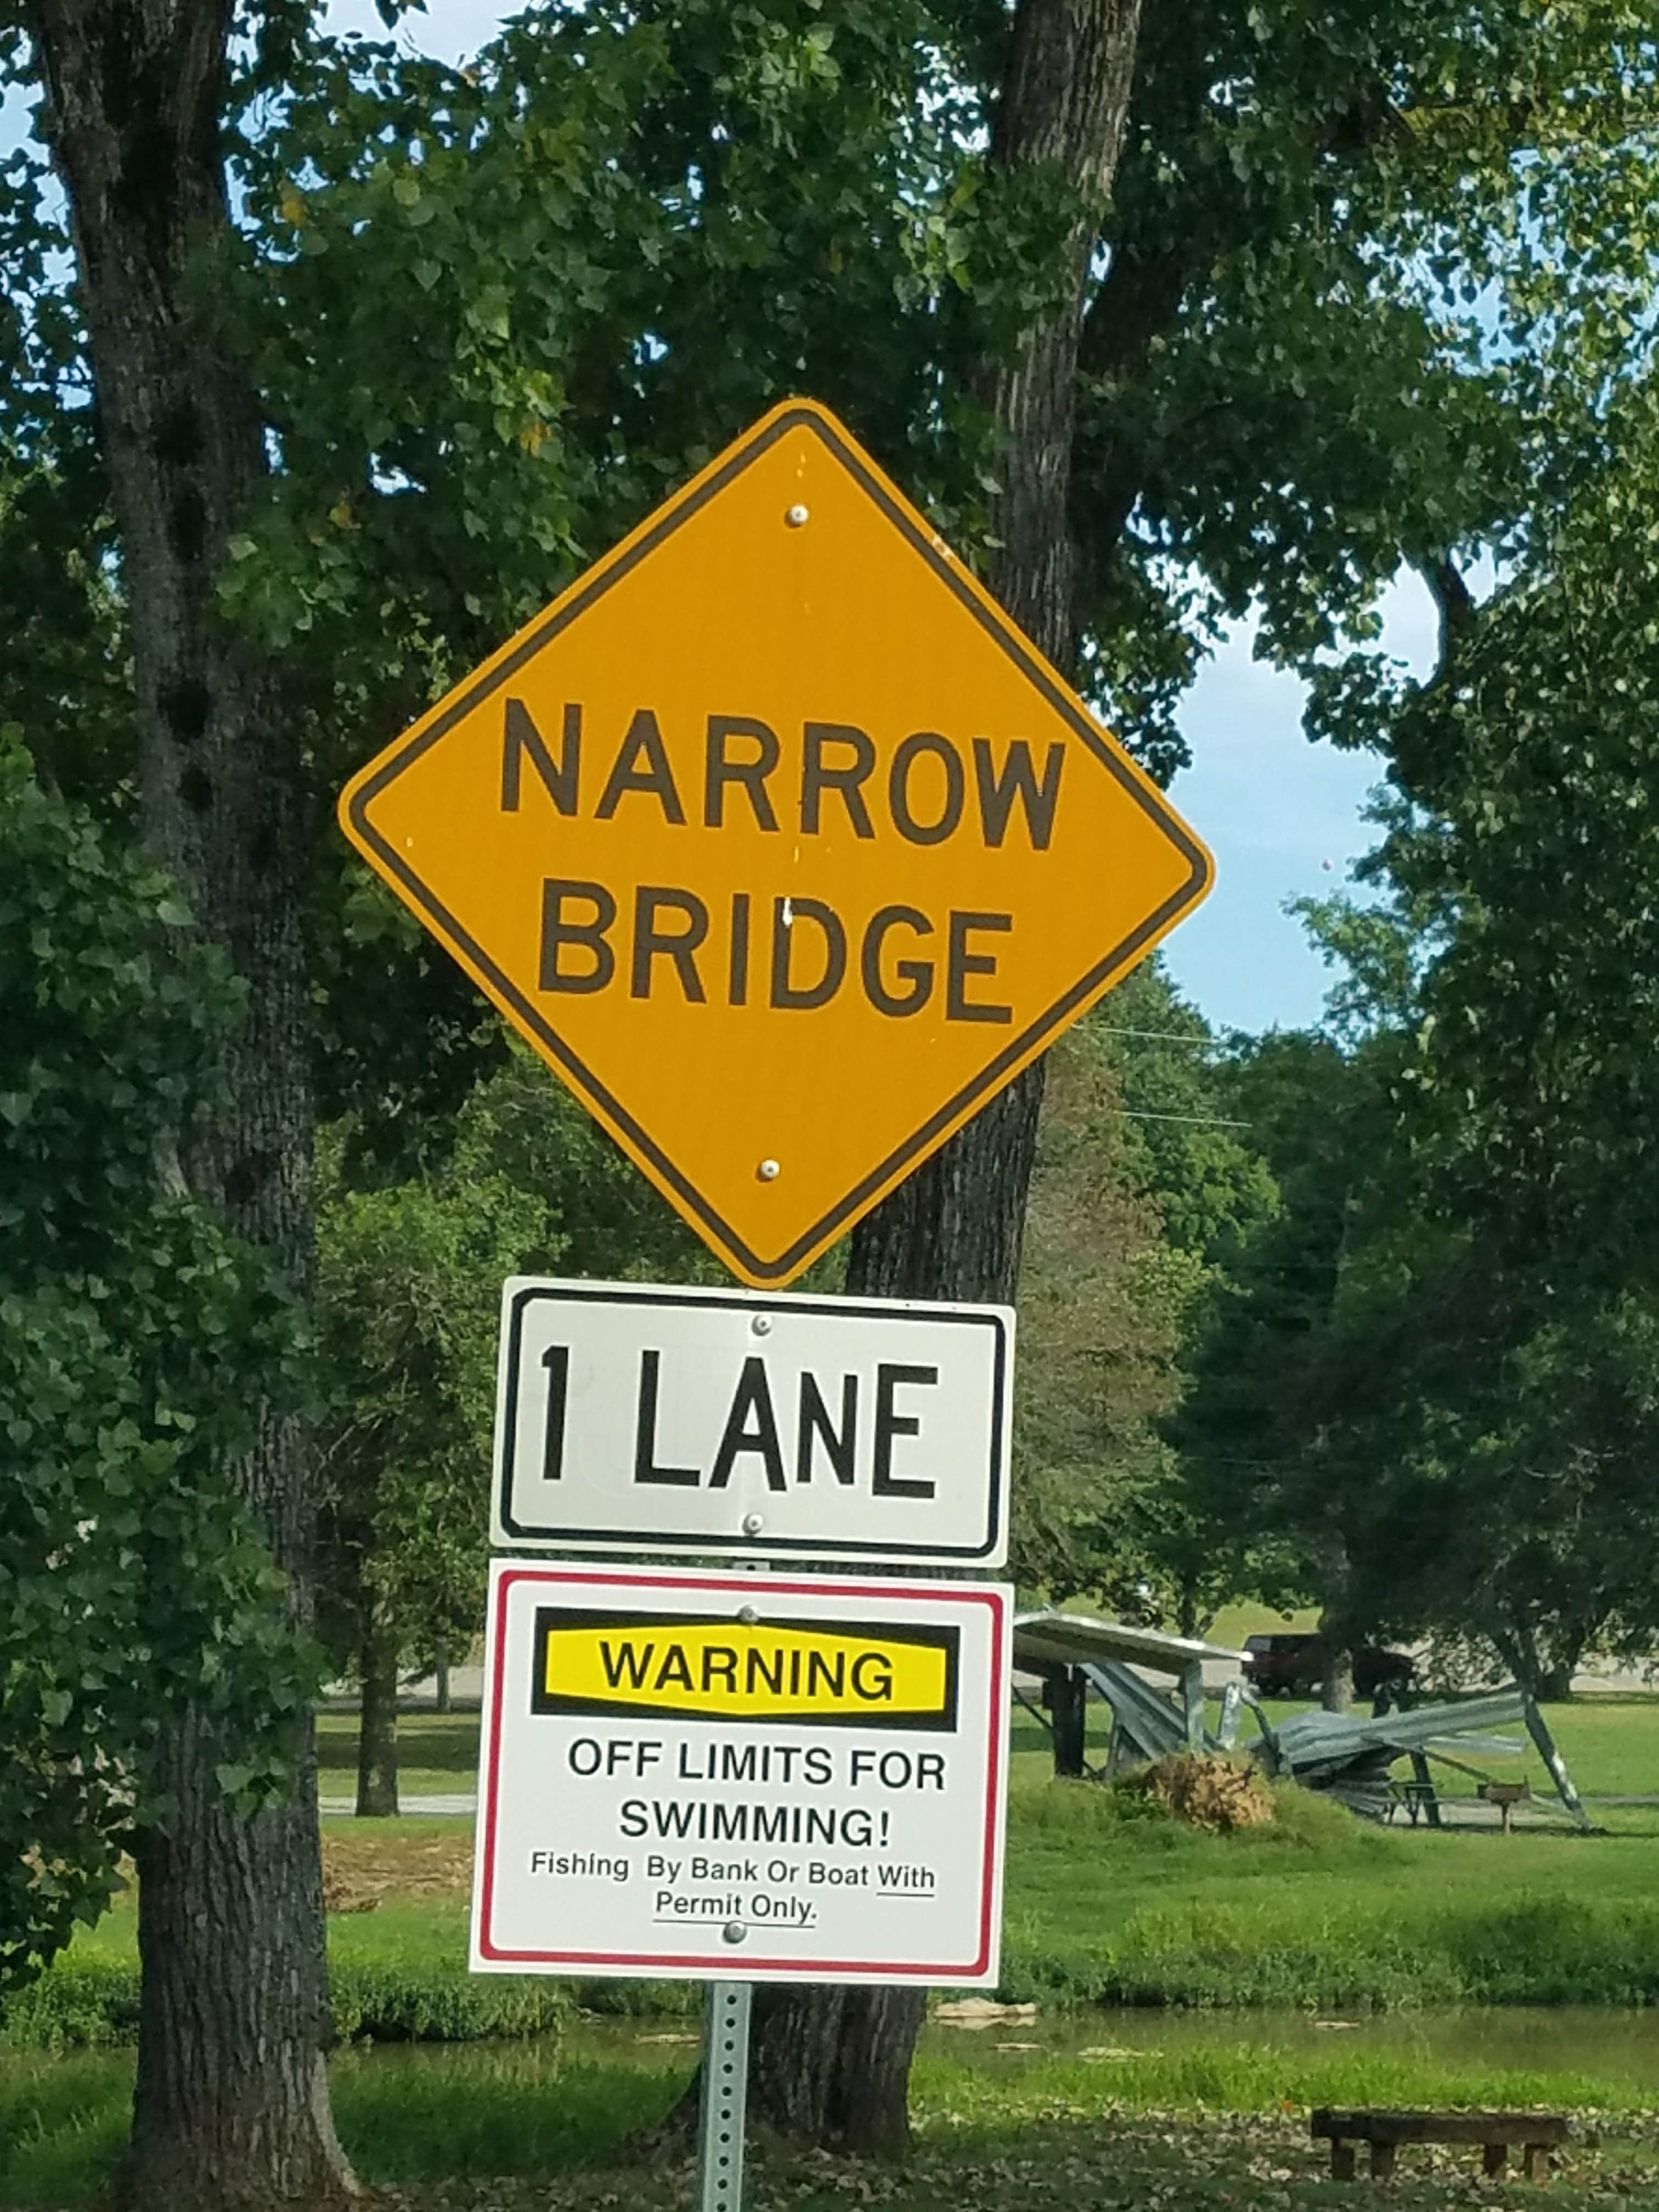 NARROW
BRIDGE
1 LANE
WARNING
OFF LIMITS FOR
SWIMMING!
Fishing By Bank Or Boat With
Permit Only.